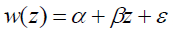 w(z) = α + βz + ε